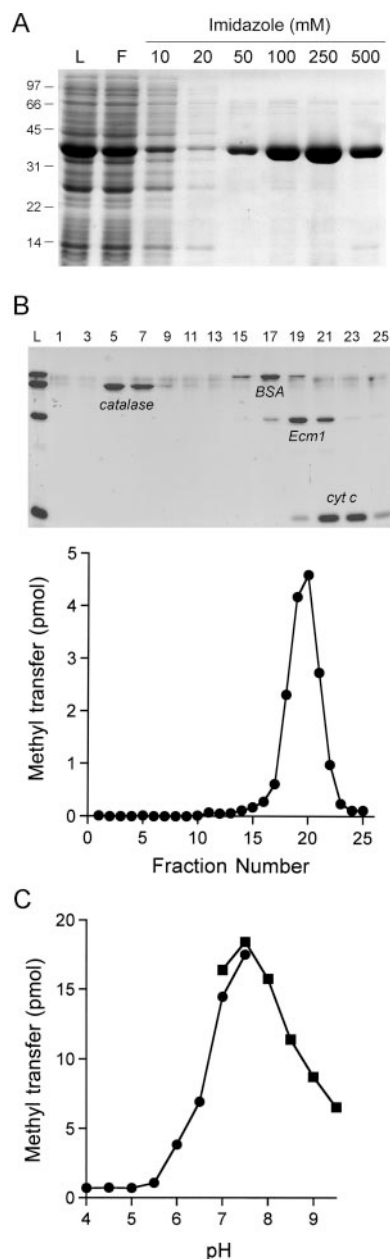 A
Imidazole (mM)
L F 10 20 50 100 250 500
97
66
45
31
22
14
B
L 1 3 5 7 9 11 13 15 17 19 21 23 25
catalase
BSA
Ecm1
cyt c
5
4
3
2
1
0
Methyl transfer (pmol)
0 5 10 15 20 25
Fraction Number
C
20
15
10
5
0
Methyl transfer (pmol)
4 5 6 7 8 9
pH